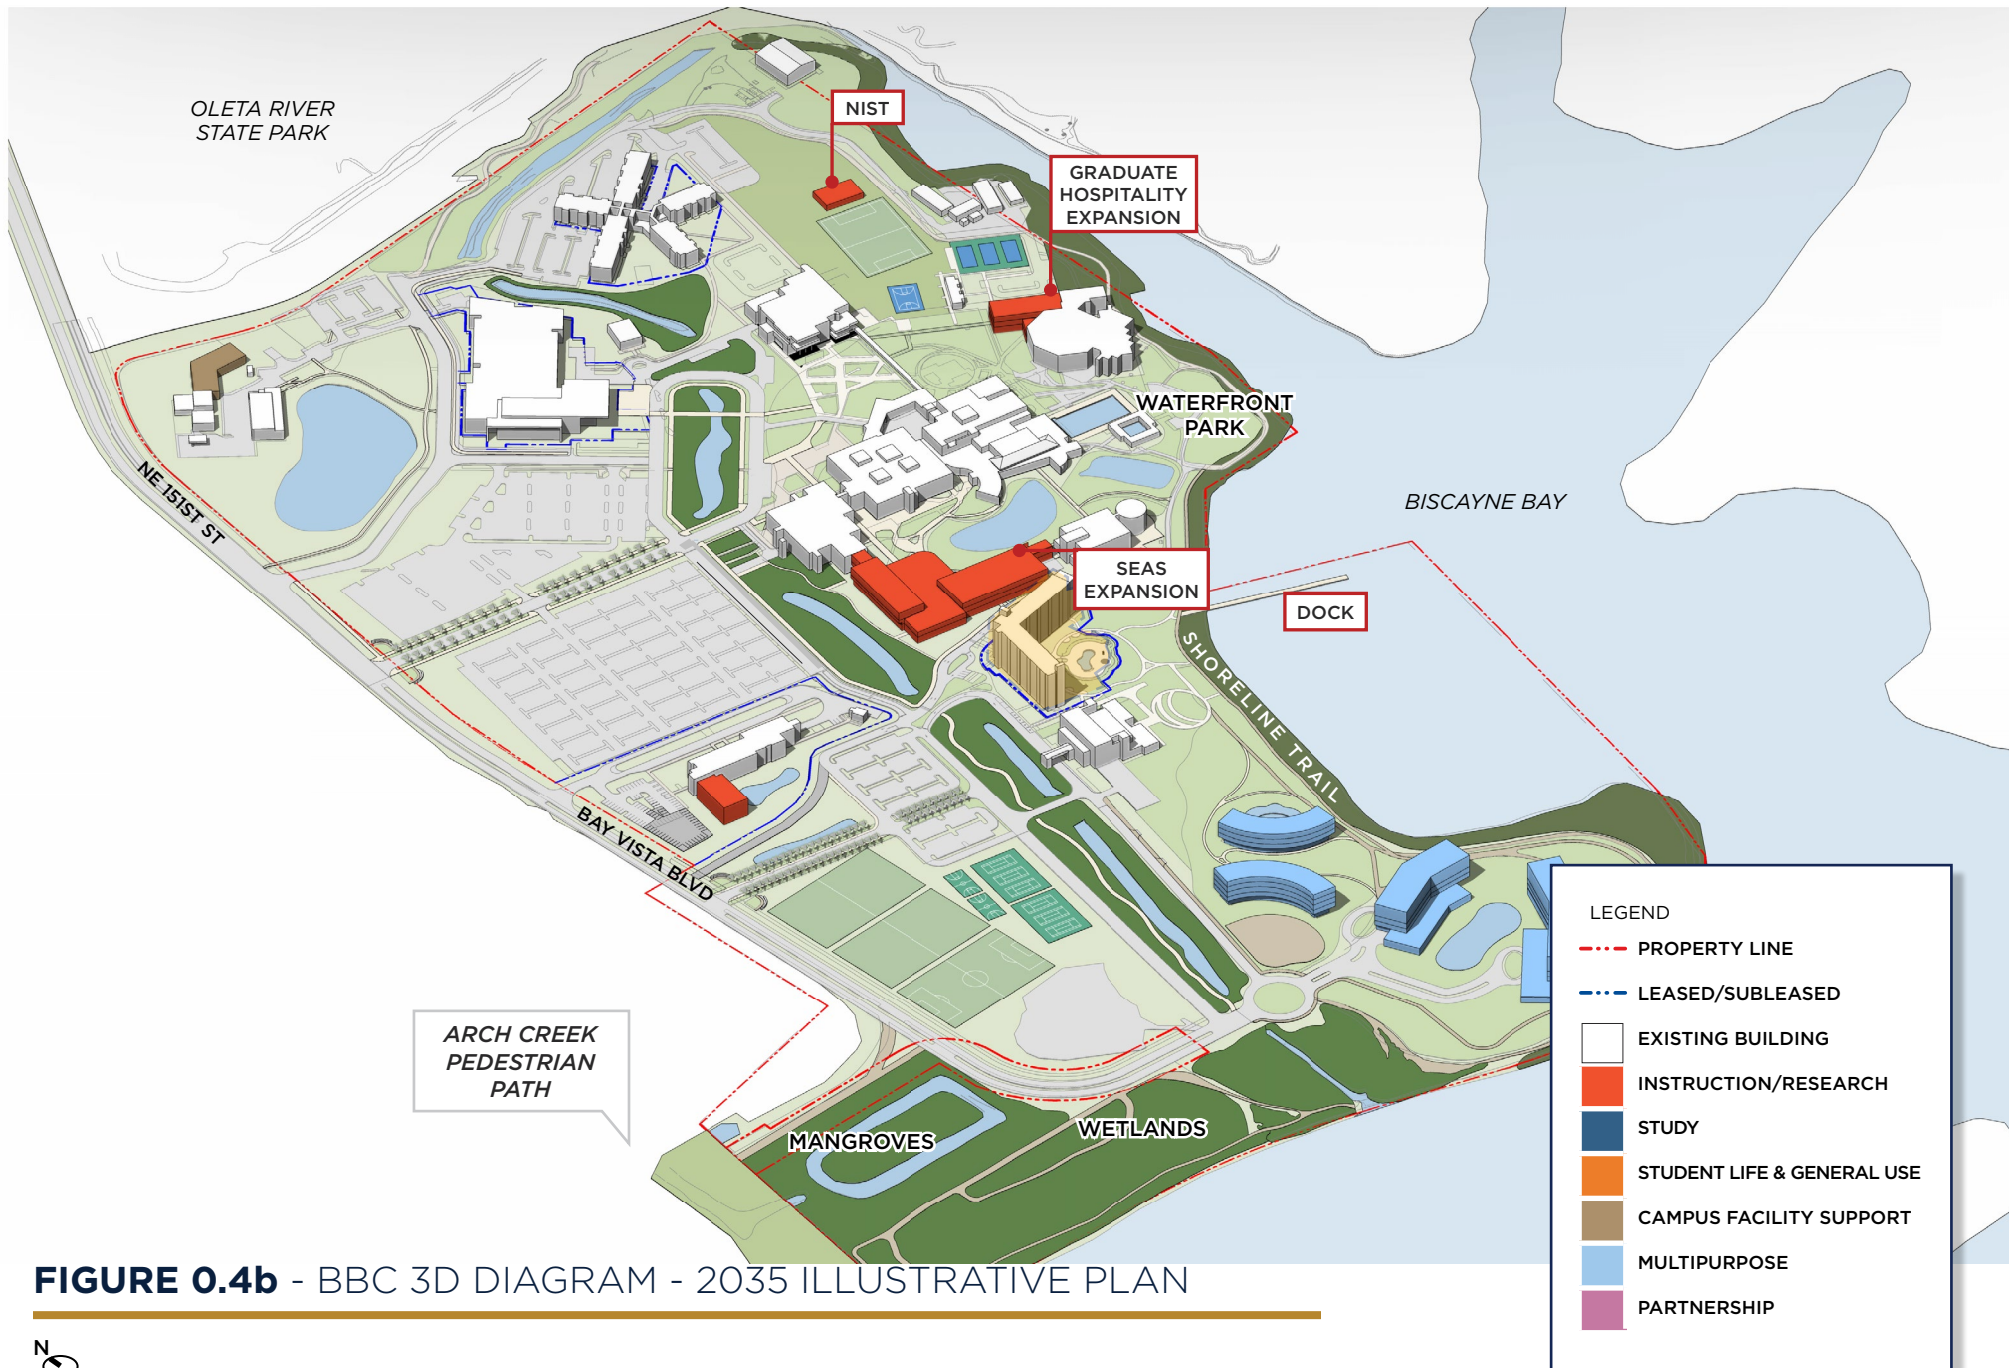 OLETA RIVER
STATE PARK
NIST
GRADUATE
HOSPITALITY
EXPANSION
WATERFRONT
PARK
NE 151ST ST
BISCAYNE BAY
SEAS
EXPANSION
DOCK
SHORELINE TRAIL
BAY VISTA BLVD
ARCH CREEK
PEDESTRIAN
PATH
MANGROVES
WETLANDS
LEGEND
PROPERTY LINE
LEASED/SUBLEASED
EXISTING BUILDING
INSTRUCTION/RESEARCH
STUDY
STUDENT LIFE & GENERAL USE
CAMPUS FACILITY SUPPORT
MULTIPURPOSE
PARTNERSHIP
FIGURE 0.4b - BBC 3D DIAGRAM - 2035 ILLUSTRATIVE PLAN
N